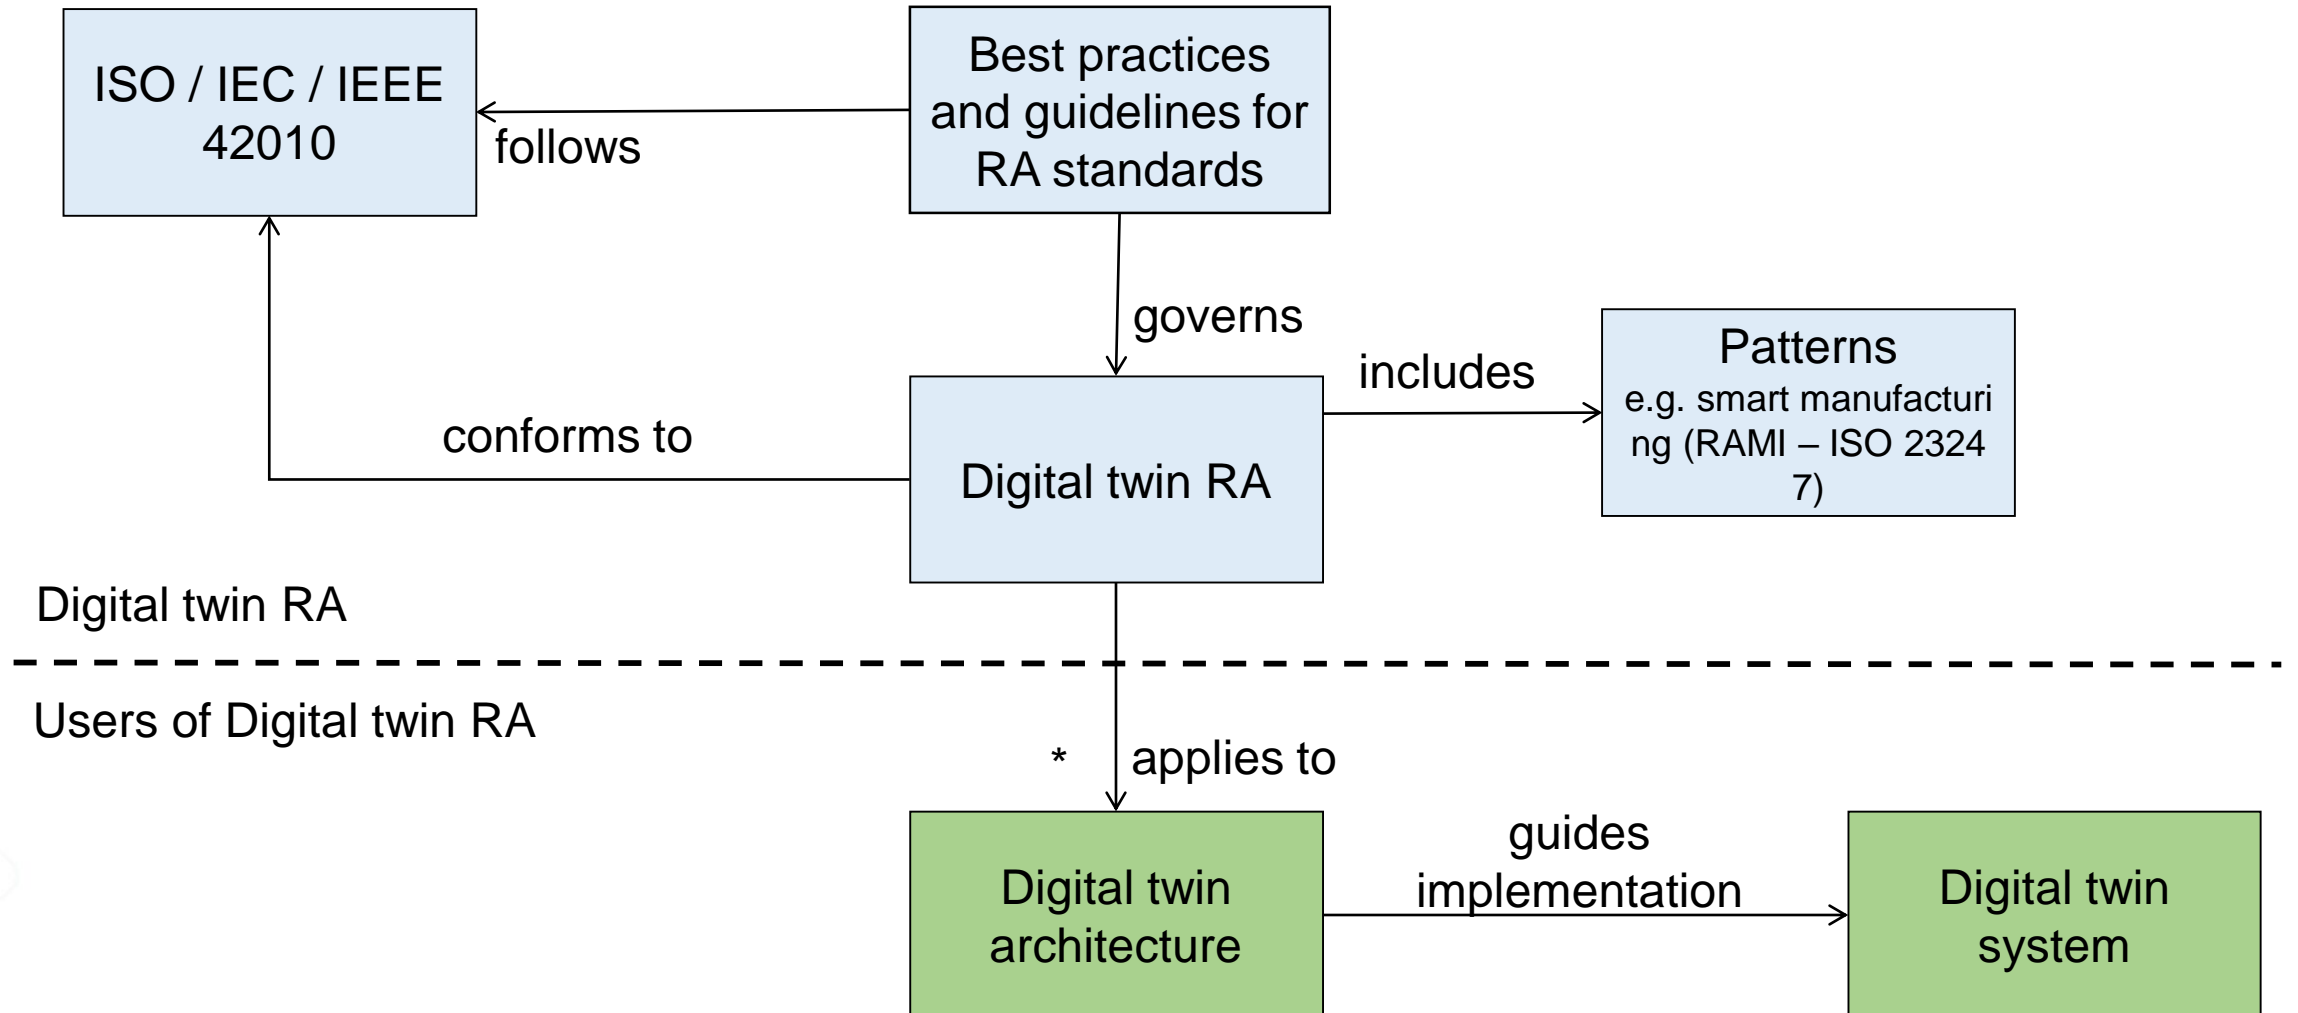 ISO / IEC / IEEE
42010
Best practices
and guidelines for
RA standards
follows
governs
includes
Patterns
e.g. smart manufacturi
ng (RAMI – ISO 2324
7)
conforms to
Digital twin RA
Digital twin RA
Users of Digital twin RA
* applies to
guides
implementation
Digital twin
architecture
Digital twin
system